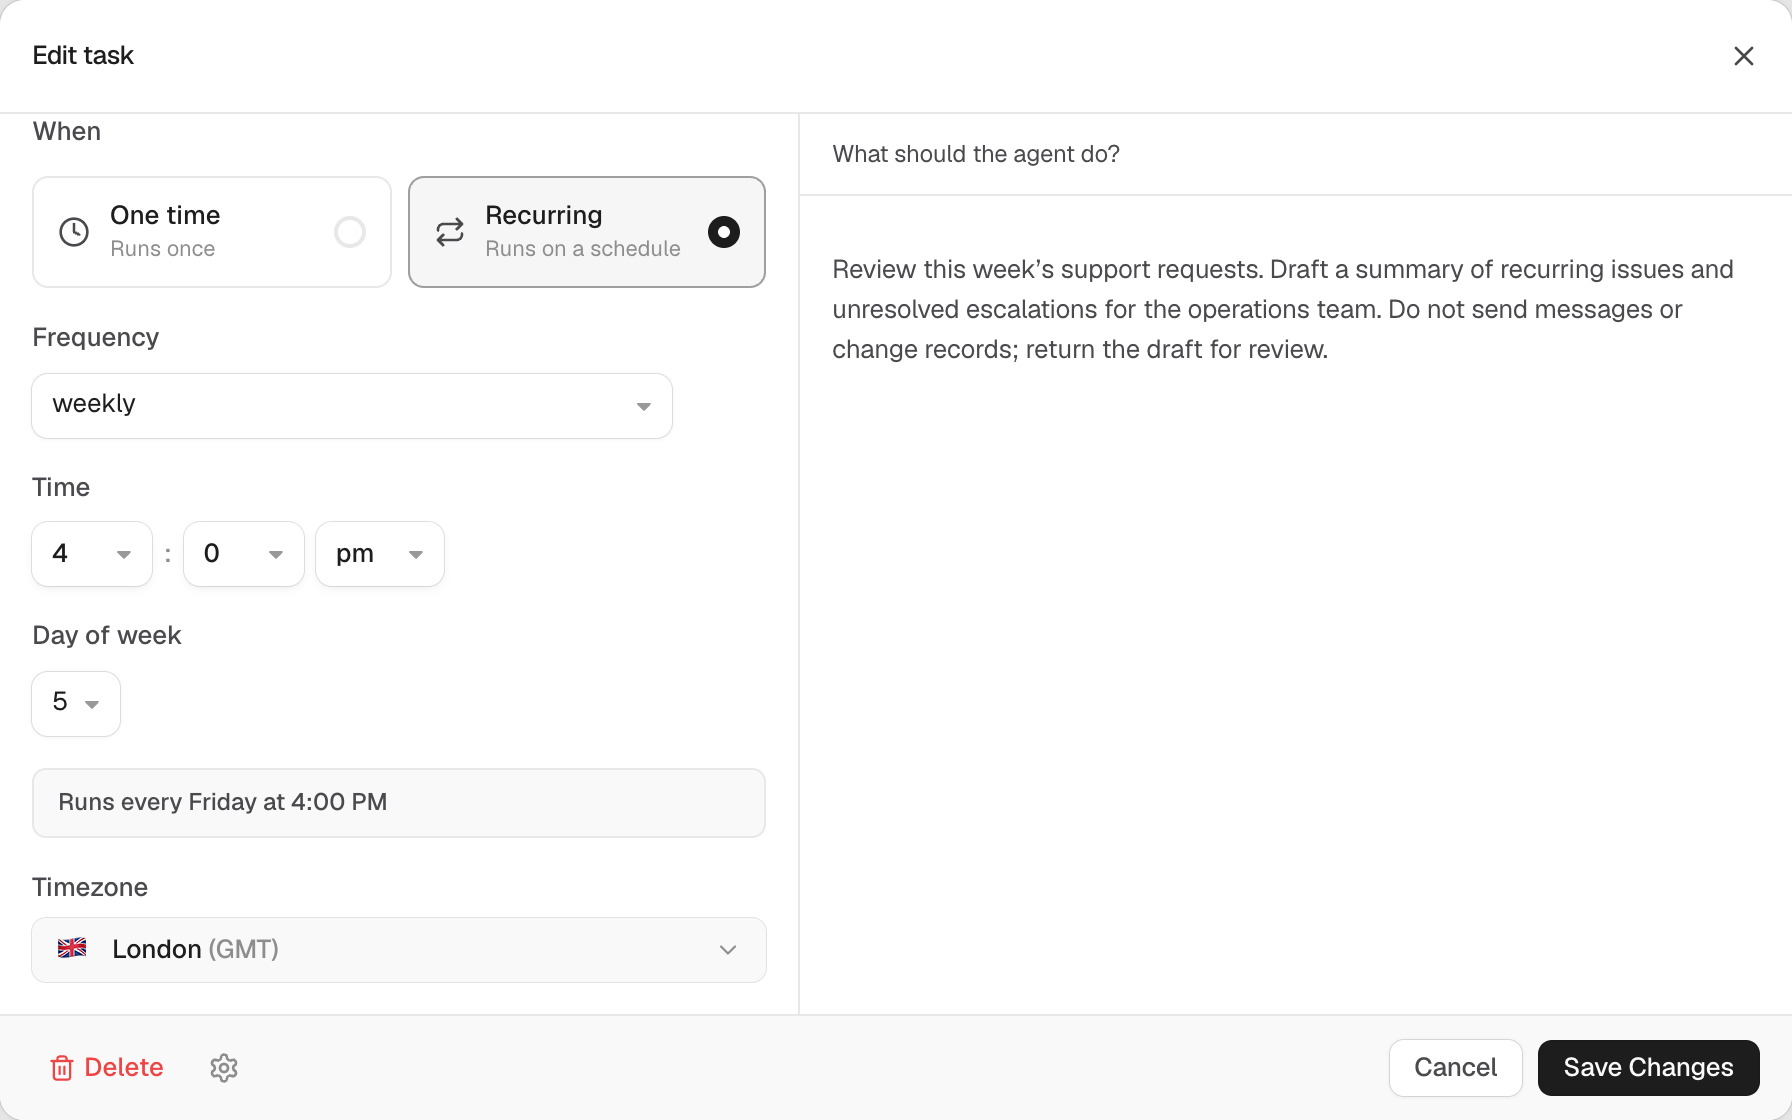 Edit task
When
One time
Runs once
Recurring
Runs on a schedule
Frequency
weekly
Time
4 : 0 pm
Day of week
5
Runs every Friday at 4:00 PM
Timezone
London (GMT)
What should the agent do?
Review this week’s support requests. Draft a summary of recurring issues and
unresolved escalations for the operations team. Do not send messages or
change records; return the draft for review.
Delete
Cancel
Save Changes